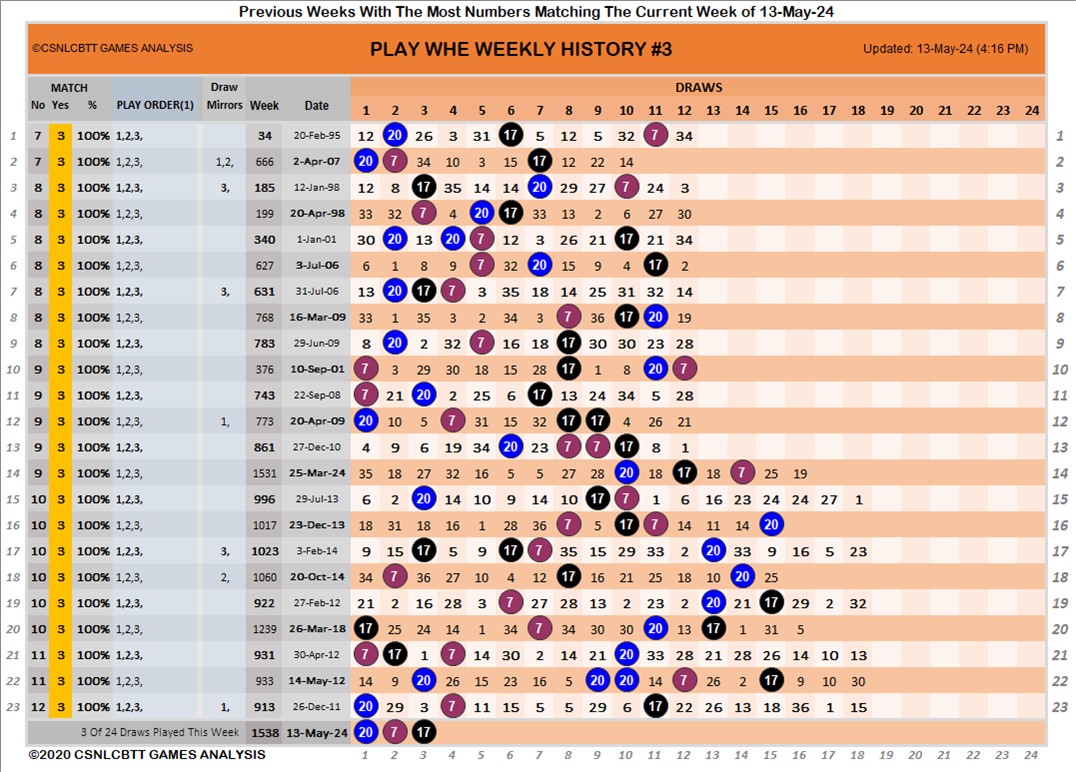 Previous Weeks With The Most Numbers Matching The Current Week of 13-May-24
©CSNLCBTT GAMES ANALYSIS PLAY WHE WEEKLY HISTORY #3 Updated: 13-May-24 (4:16 PM)
MATCH Draw DRAWS
No Yes % PLAY ORDER(1) Mirrors Week Date 1 2 3 4 5 6 7 8 9 10 11 12 13 14 15 16 17 18 19 20 21 22 23 24
1 7 3 100% 1,2,3, 34 20-Feb-95 12 20 26 3 31 17 5 12 5 32 7 34 1
2 7 3 100% 1,2,3, 1,2, 666 2-Apr-07 20 7 34 10 3 15 17 12 22 14 2
3 8 3 100% 1,2,3, 3, 185 12-Jan-98 12 8 17 35 14 14 20 29 27 7 24 3 3
4 8 3 100% 1,2,3, 199 20-Apr-98 33 32 7 4 20 17 33 13 2 6 27 30 4
5 8 3 100% 1,2,3, 340 1-Jan-01 30 20 13 20 7 12 3 26 21 17 21 34 5
6 8 3 100% 1,2,3, 627 3-Jul-06 6 1 8 9 7 32 20 15 9 4 17 2 6
7 8 3 100% 1,2,3, 3, 631 31-Jul-06 13 20 17 7 3 35 18 14 25 31 32 14 7
8 8 3 100% 1,2,3, 768 16-Mar-09 33 1 35 3 2 34 3 7 36 17 20 19 8
9 8 3 100% 1,2,3, 783 29-Jun-09 8 20 2 32 7 16 18 17 30 30 23 28 9
10 9 3 100% 1,2,3, 376 10-Sep-01 7 3 29 30 18 15 28 17 1 8 20 7 10
11 9 3 100% 1,2,3, 743 22-Sep-08 7 21 20 2 25 6 17 13 24 34 5 28 11
12 9 3 100% 1,2,3, 1, 773 20-Apr-09 20 10 5 7 31 15 32 17 17 4 26 21 12
13 9 3 100% 1,2,3, 861 27-Dec-10 4 9 6 19 34 20 23 7 7 17 8 1 13
14 9 3 100% 1,2,3, 1531 25-Mar-24 35 18 27 32 16 5 5 27 28 20 18 17 18 7 25 19 14
15 10 3 100% 1,2,3, 996 29-Jul-13 6 2 20 14 10 9 14 10 17 7 1 6 16 23 24 24 27 1 15
16 10 3 100% 1,2,3, 1017 23-Dec-13 18 31 18 16 1 28 36 7 5 17 7 14 11 14 20 16
17 10 3 100% 1,2,3, 3, 1023 3-Feb-14 9 15 17 5 9 17 7 35 15 29 33 2 20 33 9 16 5 23 17
18 10 3 100% 1,2,3, 2, 1060 20-Oct-14 34 7 36 27 10 4 12 17 16 21 25 18 10 20 25 18
19 10 3 100% 1,2,3, 922 27-Feb-12 21 2 16 28 3 7 27 28 13 2 23 2 20 21 17 29 2 32 19
20 10 3 100% 1,2,3, 1239 26-Mar-18 17 25 24 14 1 34 7 34 30 30 20 13 17 1 31 5 20
21 11 3 100% 1,2,3, 931 30-Apr-12 7 17 1 7 14 30 2 14 21 20 33 28 21 28 26 14 10 13 21
22 11 3 100% 1,2,3, 933 14-May-12 14 9 20 26 15 23 16 5 20 20 14 7 26 2 17 9 10 30 22
23 12 3 100% 1,2,3, 1, 913 26-Dec-11 20 29 3 7 11 15 5 5 29 6 17 22 26 13 18 36 1 15 23
3 Of 24 Draws Played This Week 1538 13-May-24 20 7 17
©2020 CSNLCBTT GAMES ANALYSIS 1 2 3 4 5 6 7 8 9 10 11 12 13 14 15 16 17 18 19 20 21 22 23 24